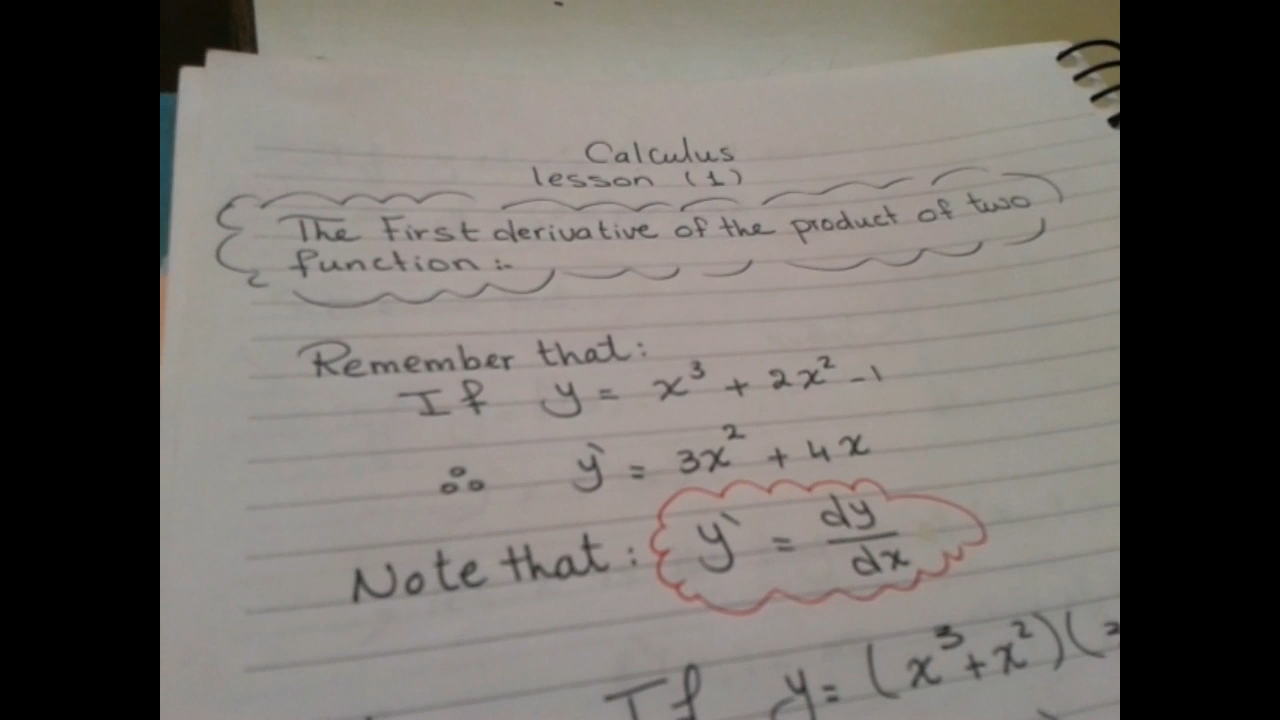 Calculus
lesson (1)
The First derivative of the product of two
function :-
Remember that:
If y = x³ + 2x² - 1
∴ y` = 3x² + 4x
Note that: y` = dy/dx
If y = (x³ + x²)(